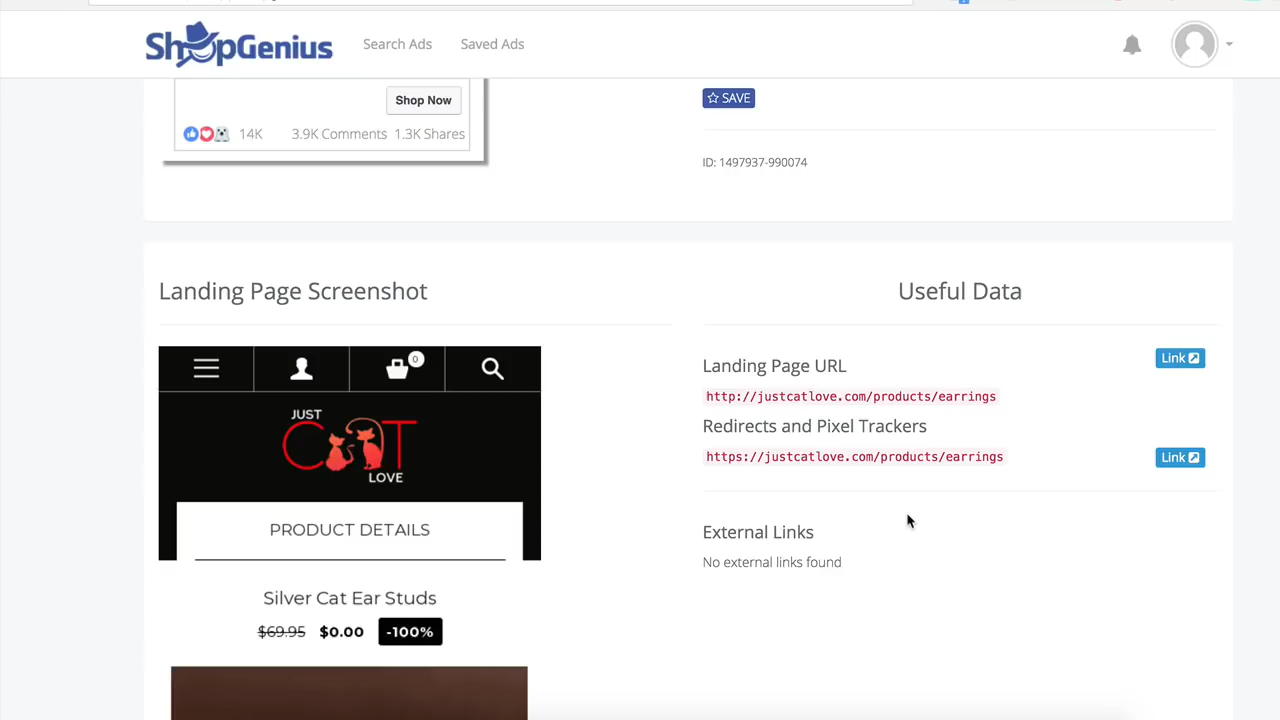 ShopGenius
Search Ads
Saved Ads
Shop Now
14K
3.9K Comments
1.3K Shares
SAVE
ID: 1497937-990074
Landing Page Screenshot
0
JUST
CAT
LOVE
PRODUCT DETAILS
Silver Cat Ear Studs
$69.95 $0.00 -100%
Useful Data
Landing Page URL
Link
http://justcatlove.com/products/earrings
Redirects and Pixel Trackers
https://justcatlove.com/products/earrings
Link
External Links
No external links found